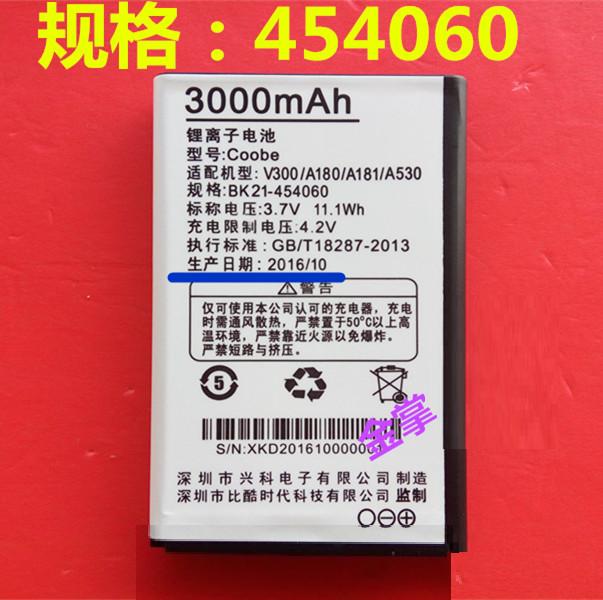 规格：454060
3000mAh
锂离子电池
型号:Coobe
适配机型: V300/A180/A181/A530
规格:BK21-454060
标称电压:3.7V 11.1Wh
充电限制电压:4.2V
执行标准: GB/T18287-2013
生产日期: 2016/10
警告
仅可使用本公司认可的充电器，充电
时需通风散热，严禁置于50℃以上高
温环境，严禁靠近火源以免爆炸。
严禁短路与挤压。
5
金掌
S/N:XKD201610000001
深圳市兴科电子有限公司 制造
深圳市比酷时代科技有限公司 监制